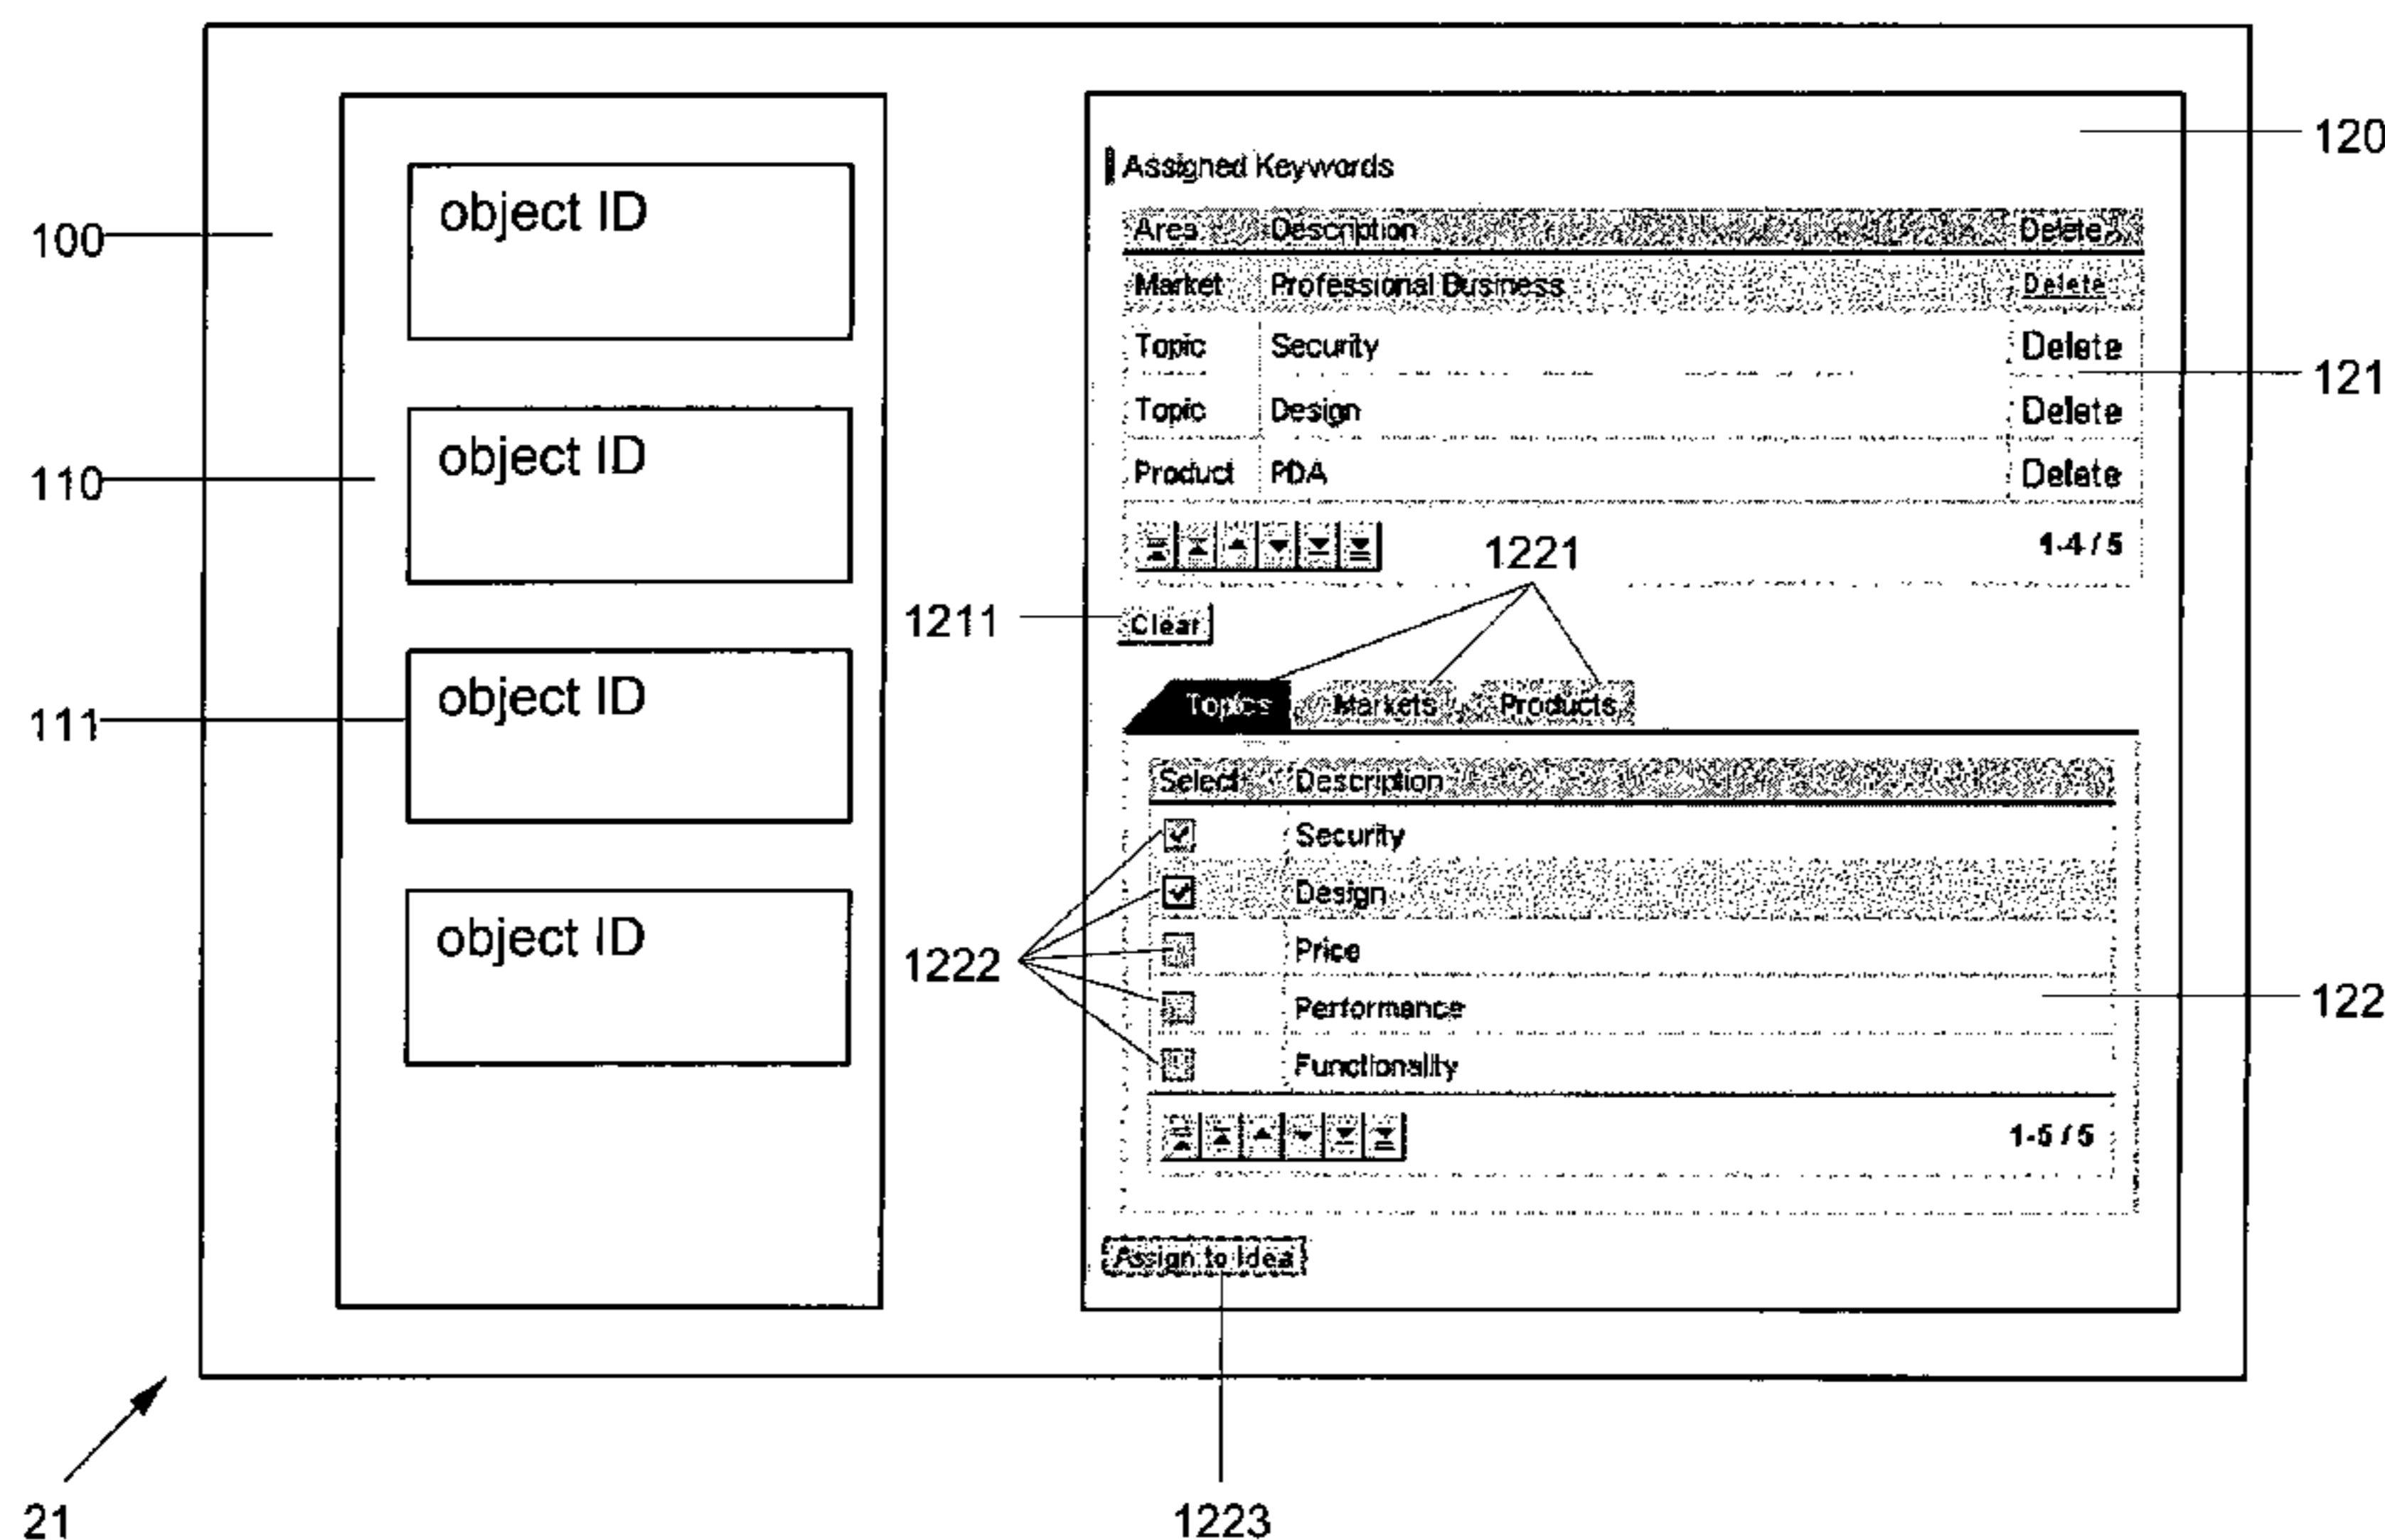 100
110
111
21
object ID
object ID
object ID
object ID
120
Assigned Keywords
Area Description Delete
Market Professional Business Delete
Topic Security Delete
121
Topic Design Delete
Product PDA Delete
1-4 / 5
1221
1211
Clear
Topics Markets Products
Select Description
Security
Design
1222
Price
Performance
122
Functionality
1-5 / 5
Assign to Idea
1223